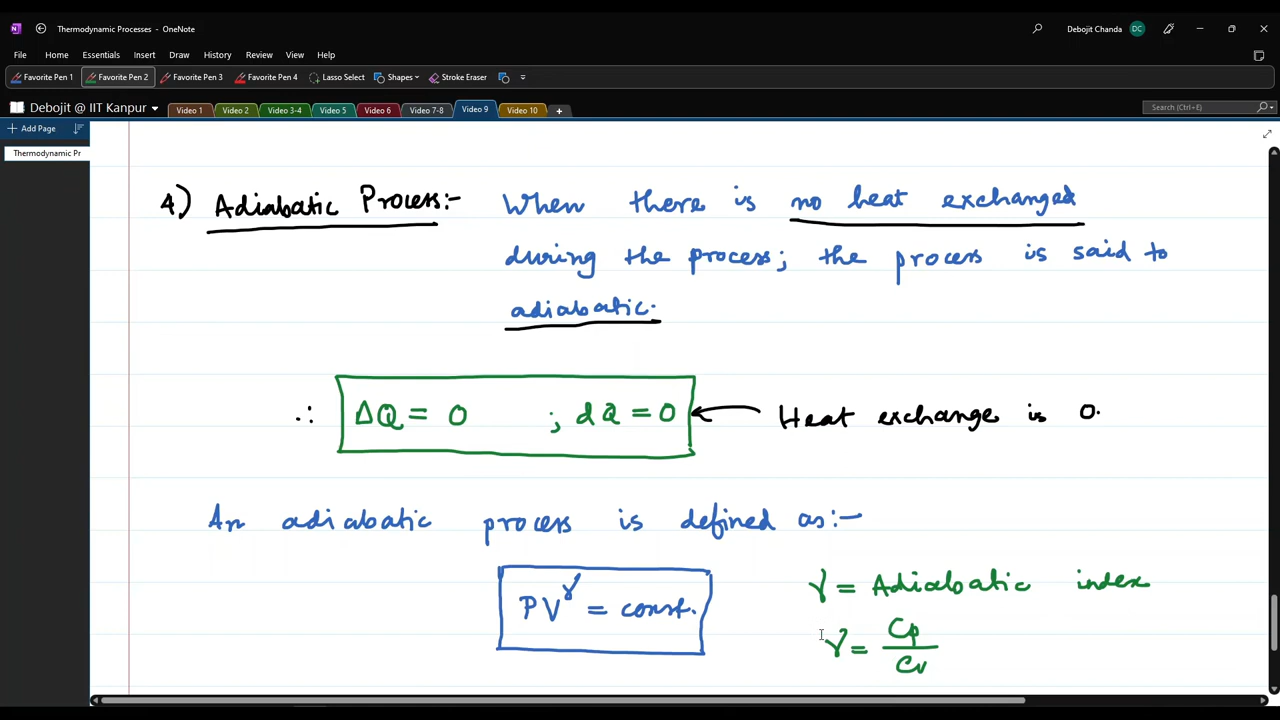 Thermodynamic Processes - OneNote
Debojit Chanda DC
File Home Essentials Insert Draw History Review View Help
Favorite Pen 1 Favorite Pen 2 Favorite Pen 3 Favorite Pen 4 Lasso Select Shapes Stroke Eraser
Debojit @ IIT Kanpur Video 1 Video 2 Video 3-4 Video 5 Video 6 Video 7-8 Video 9 Video 10 + Search (Ctrl+E)
+ Add Page
Thermodynamic Pr
4) Adiabatic Process:- When there is no heat exchanged
during the process; the process is said to
adiabatic.
∴ ΔQ = 0 ; dQ = 0 ← Heat exchange is 0.
An adiabatic process is defined as:-
PV^γ = const.
γ = Adiabatic index
γ = Cp/Cv